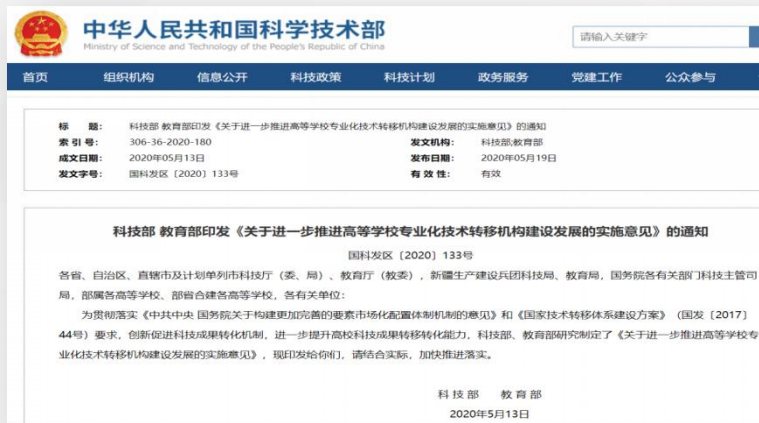 中华人民共和国科学技术部
Ministry of Science and Technology of the People's Republic of China
请输入关键字
首页 组织机构 信息公开 科技政策 科技计划 政务服务 党建工作 公众参与
标 题： 科技部 教育部印发《关于进一步推进高等学校专业化技术转移机构建设发展的实施意见》的通知
索 引 号： 306-36-2020-180 发文机构： 科技部;教育部
成文日期： 2020年05月13日 发布日期： 2020年05月19日
发文字号： 国科发区〔2020〕133号 有 效 性： 有效
科技部 教育部印发《关于进一步推进高等学校专业化技术转移机构建设发展的实施意见》的通知
国科发区〔2020〕133号
各省、自治区、直辖市及计划单列市科技厅（委、局）、教育厅（教委），新疆生产建设兵团科技局、教育局，国务院各有关部门科技主管司
局，部属各高等学校、部省合建各高等学校，各有关单位：
为贯彻落实《中共中央 国务院关于构建更加完善的要素市场化配置体制机制的意见》和《国家技术转移体系建设方案》（国发〔2017〕
44号）要求，创新促进科技成果转化机制，进一步提升高校科技成果转移转化能力，科技部、教育部研究制定了《关于进一步推进高等学校专
业化技术转移机构建设发展的实施意见》，现印发给你们，请结合实际，加快推进落实。
科 技 部 教 育 部
2020年5月13日